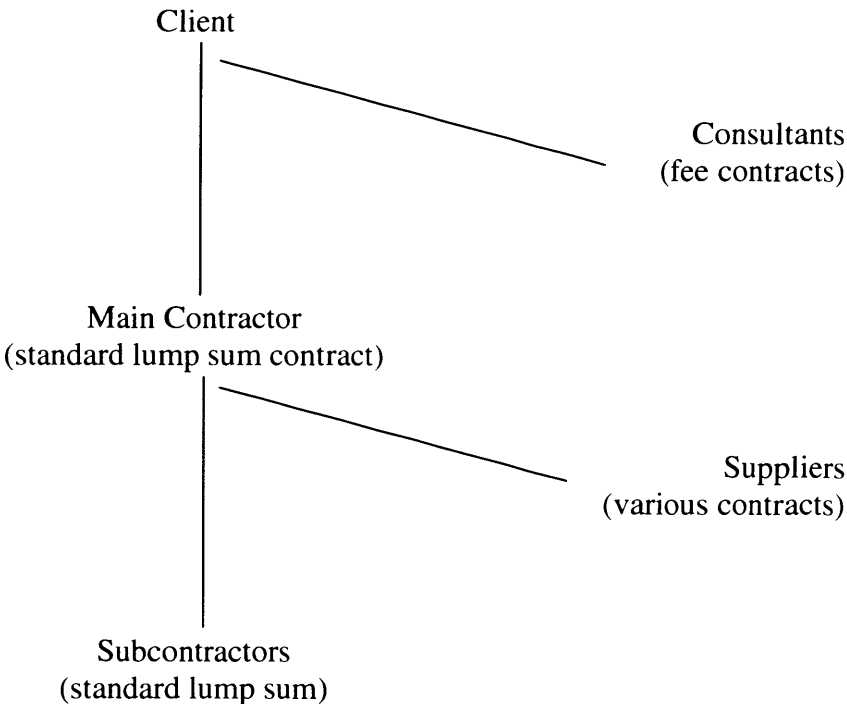 Client
Consultants
(fee contracts)
Main Contractor
(standard lump sum contract)
Suppliers
(various contracts)
Subcontractors
(standard lump sum)